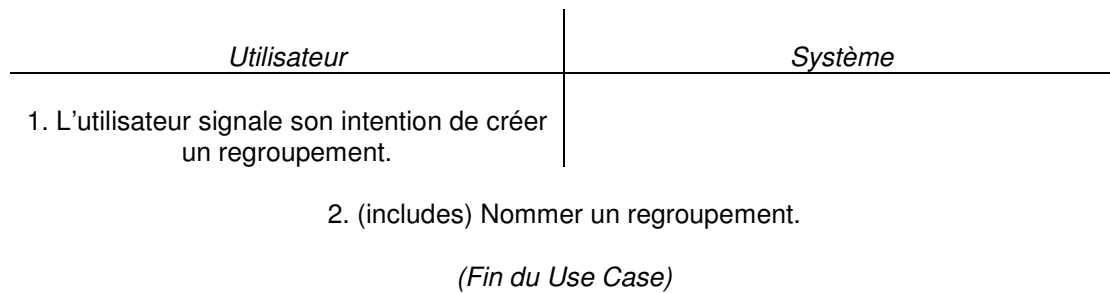 Utilisateur Système
1. L'utilisateur signale son intention de créer
un regroupement.
2. (includes) Nommer un regroupement.
(Fin du Use Case)